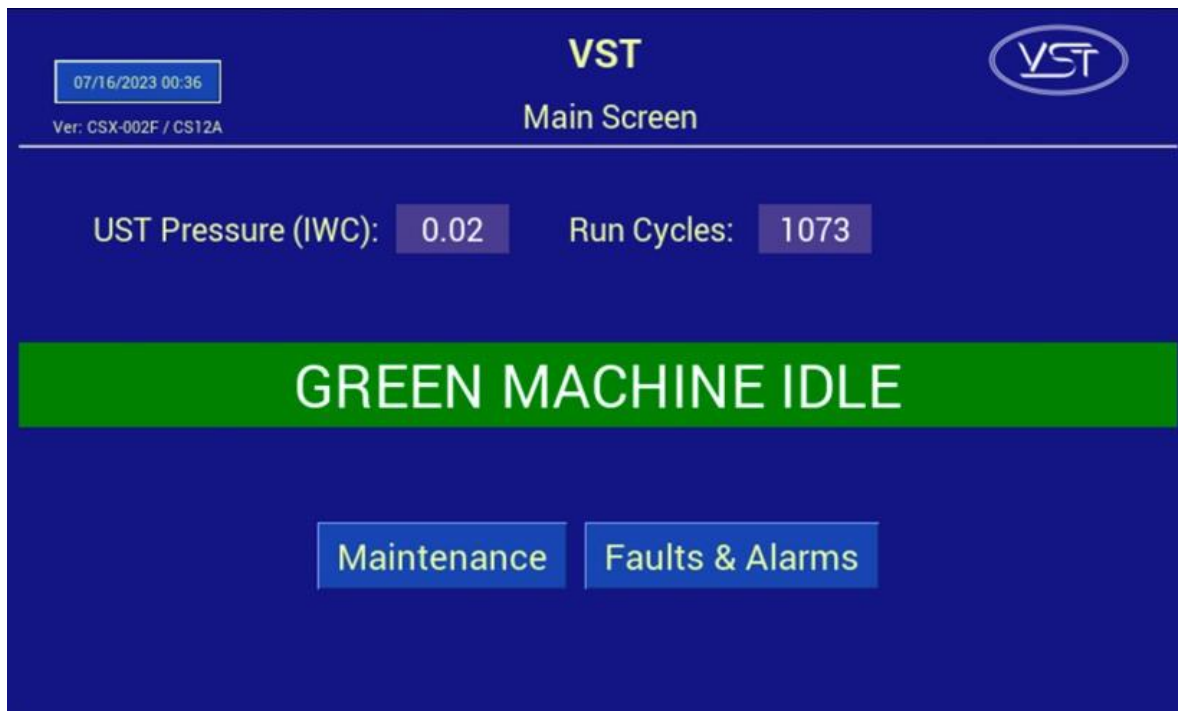 VST
VST
07/16/2023 00:36
Main Screen
Ver: CSX-002F / CS12A
UST Pressure (IWC): 0.02 Run Cycles: 1073
GREEN MACHINE IDLE
Maintenance Faults & Alarms